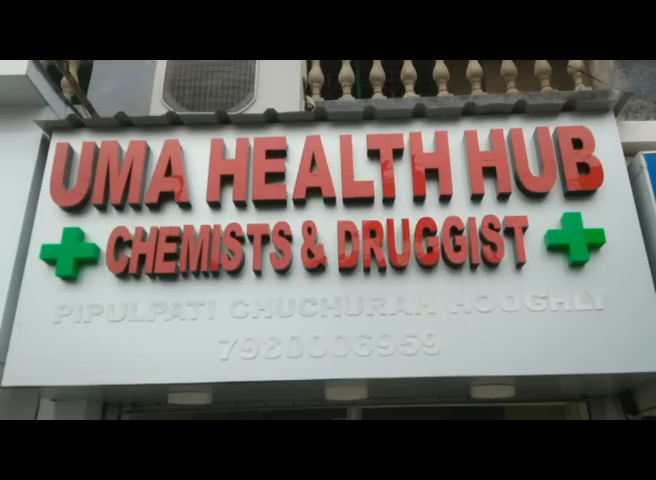 UMA HEALTH HUB
CHEMISTS & DRUGGIST
PIPULPATI CHUCHURAH HOOGHLY
7980006959